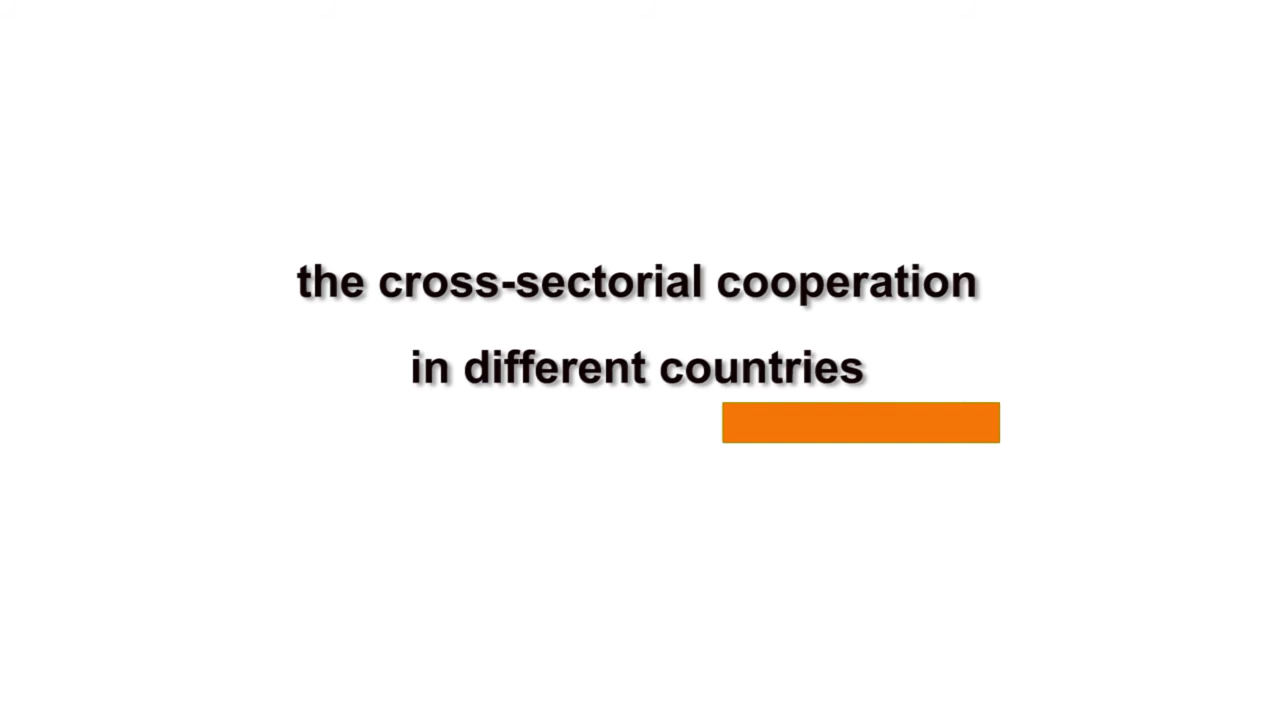 the cross-sectorial cooperation
in different countries